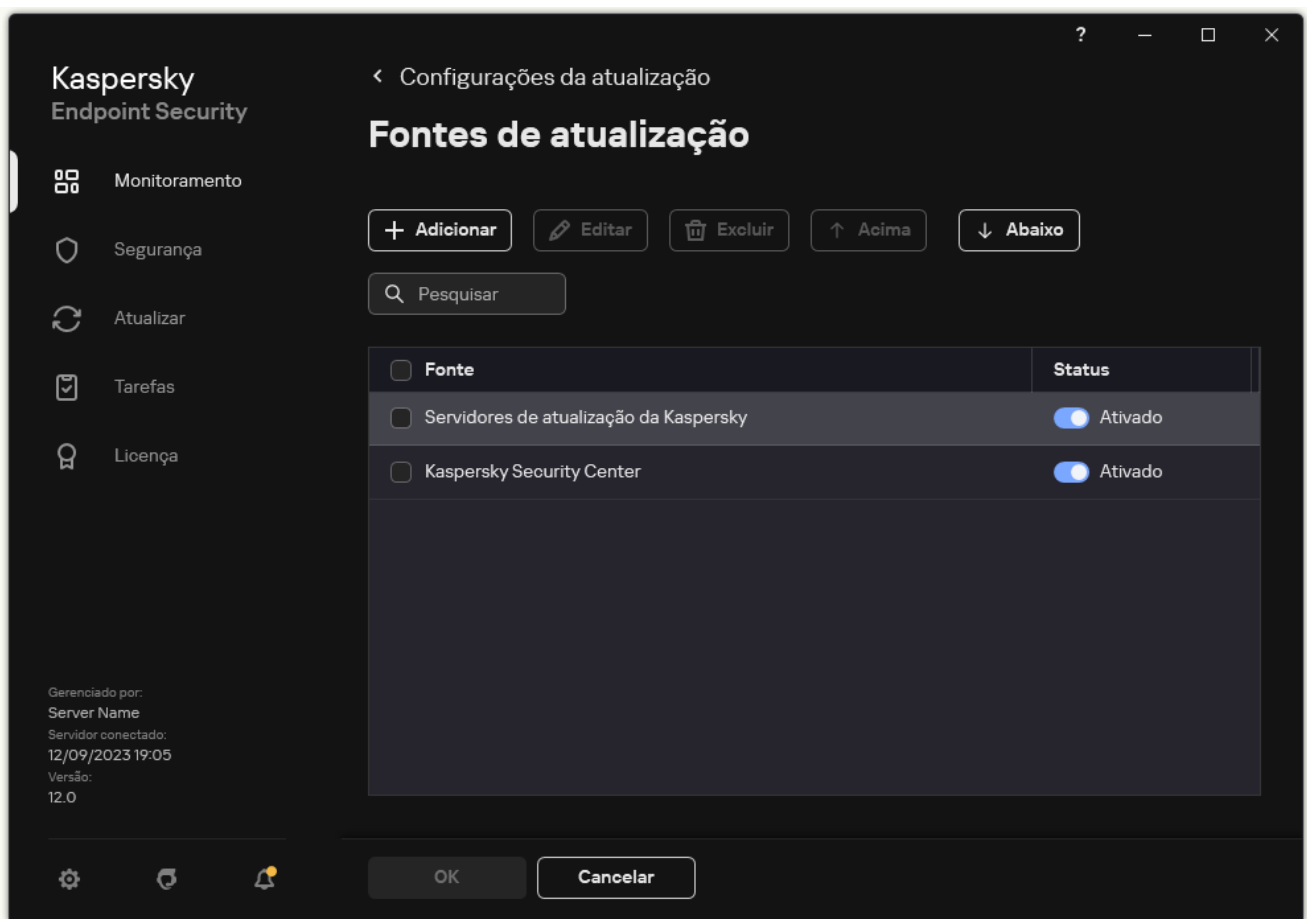 ?
Kaspersky
Endpoint Security
Monitoramento
Segurança
Atualizar
Tarefas
Licença
Gerenciado por:
Server Name
Servidor conectado:
12/09/2023 19:05
Versão:
12.0
Configurações da atualização
Fontes de atualização
Adicionar Editar Excluir Acima Abaixo
Pesquisar
Fonte Status
Servidores de atualização da Kaspersky Ativado
Kaspersky Security Center Ativado
OK Cancelar